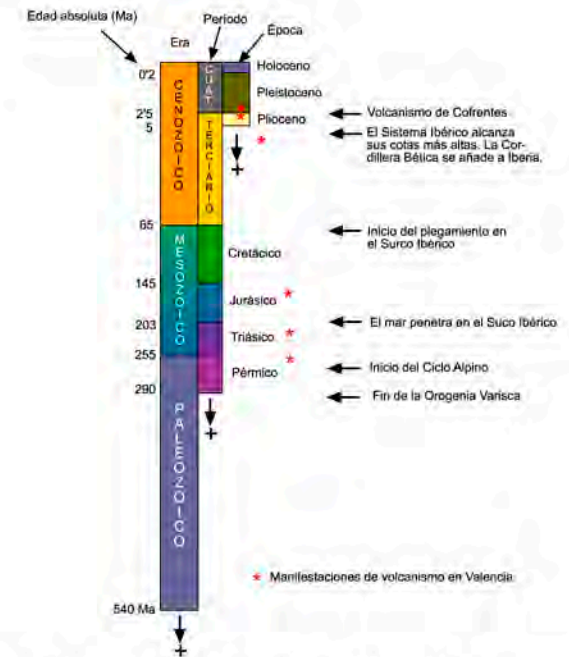 Edad absoluta (Ma)
Período
Época
Era
0'2
2'5
5
65
145
203
255
290
540 Ma
CENOZOICO
MESOZOICO
PALEOZOICO
CUAT
TERCIARIO
Holoceno
Pleistoceno
Plioceno
*
*
*
+
Cretácico
Jurásico *
Triásico *
*
Pérmico
+
+
Volcanismo de Cofrentes
El Sistema Ibérico alcanza
sus cotas más altas. La Cor-
dillera Bética se añade a Iberia.
Inicio del plegamiento en
el Surco Ibérico
El mar penetra en el Suco Ibérico
Inicio del Ciclo Alpino
Fin de la Orogenia Varisca
* Manifestaciones de volcanismo en Valencia